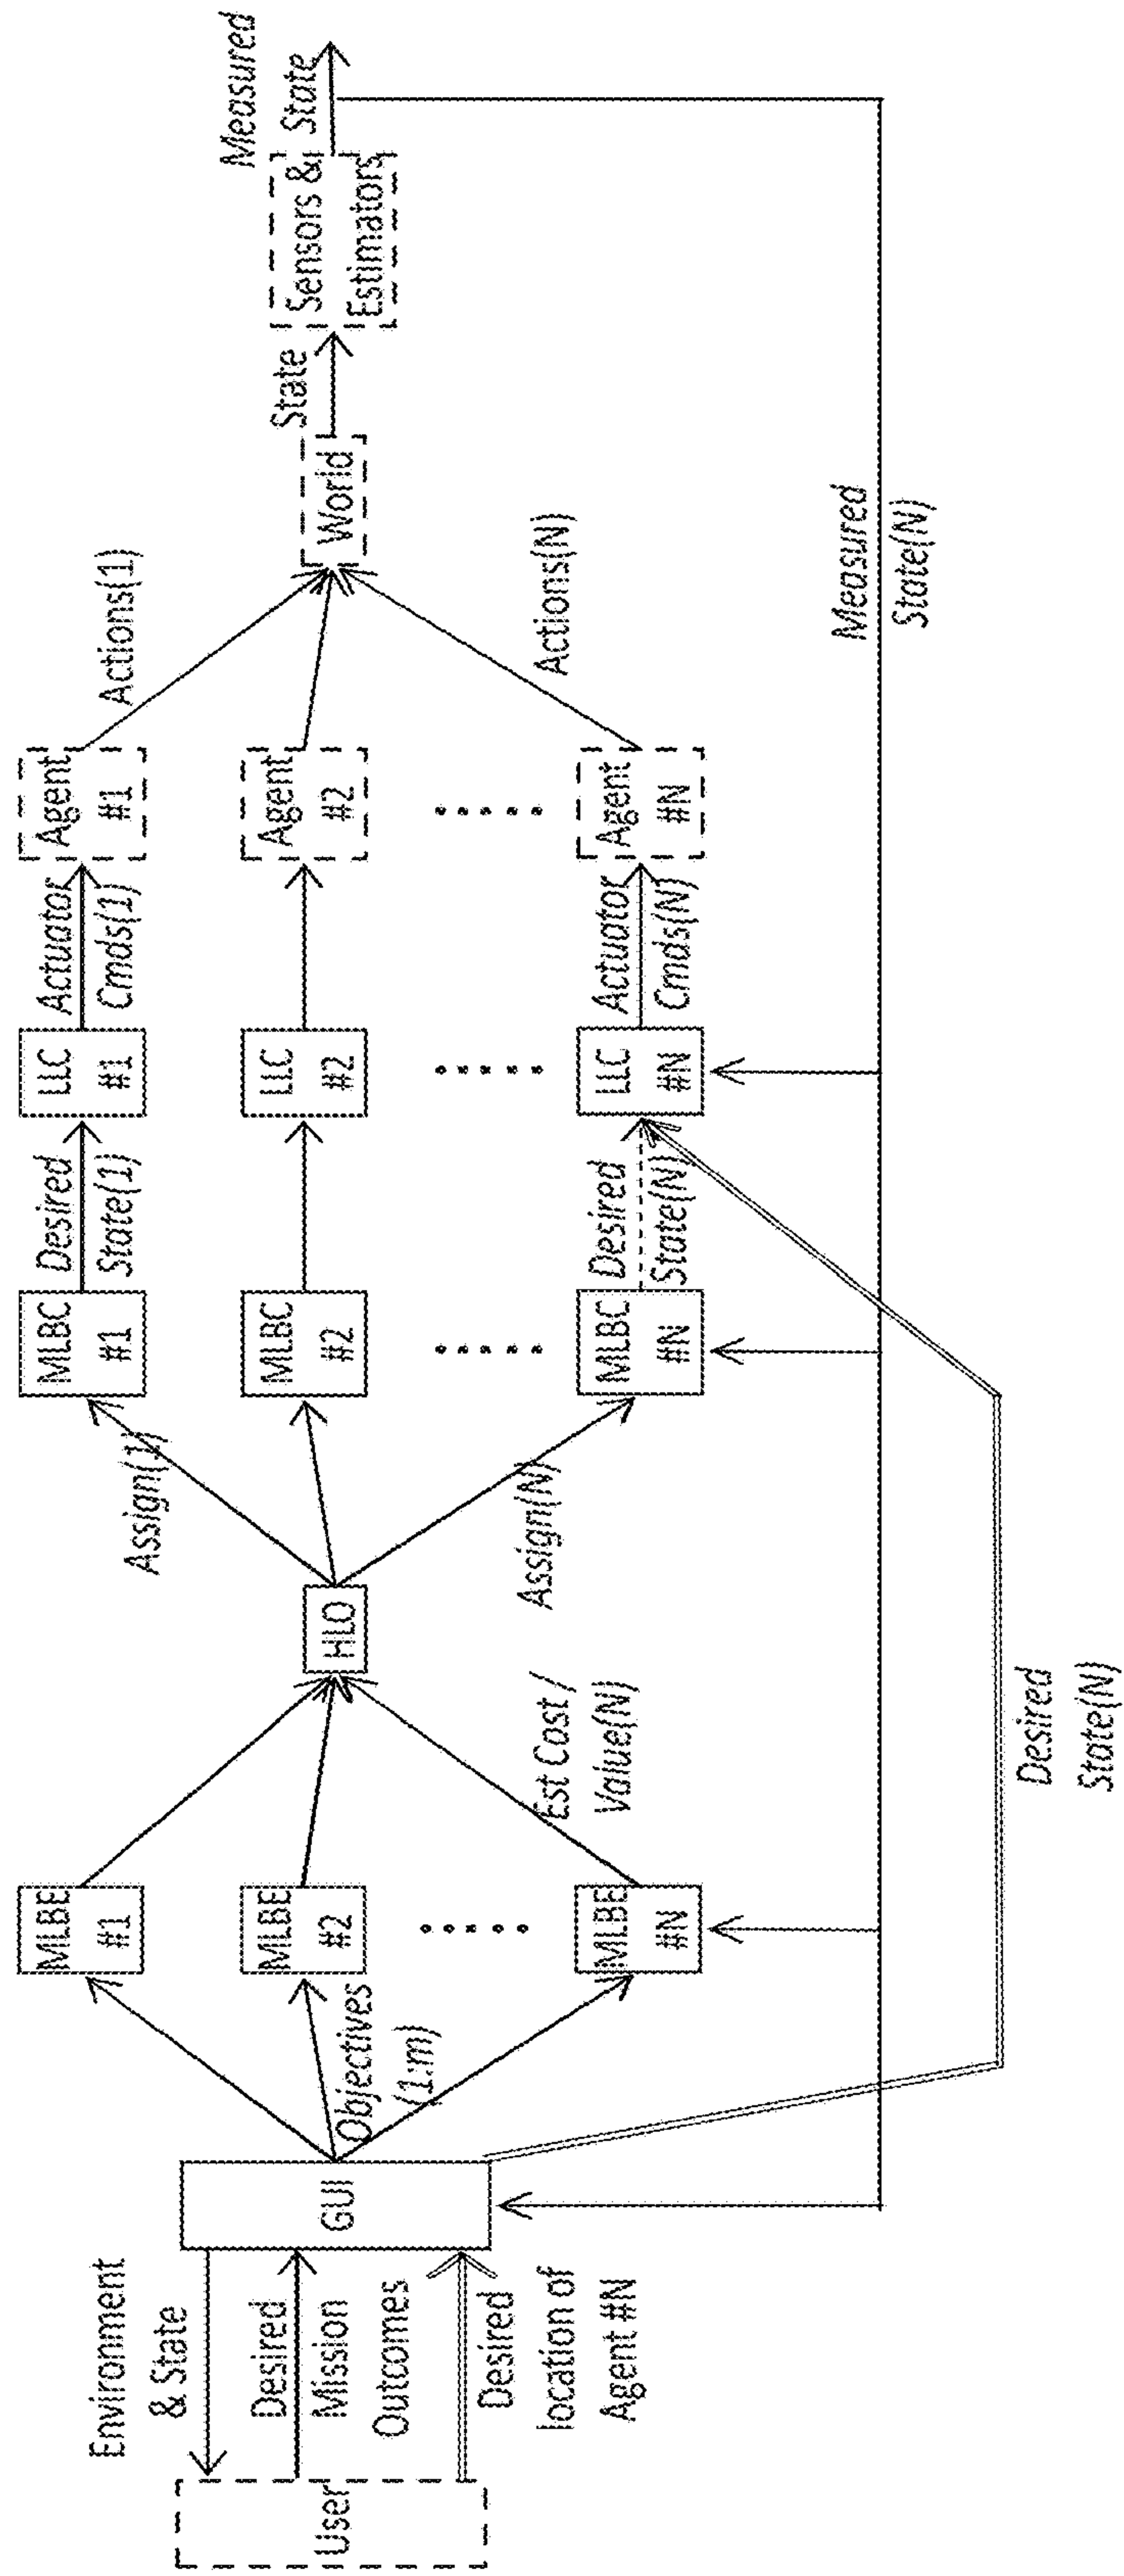 User
Environment
& State
Desired
Mission
Outcomes
Desired
location of
Agent #N
GUI
Objectives
(1:m)
MLBE
#1
MLBE
#2
MLBE
#N
Est Cost /
Value(N)
HLO
Assign(1)
Assign(N)
MLBC
#1
MLBC
#2
MLBC
#N
Desired
State(1)
Desired
State(N)
LLC
#1
LLC
#2
LLC
#N
Actuator
Cmds(1)
Actuator
Cmds(N)
Agent
#1
Agent
#2
Agent
#N
Actions(1)
Actions(N)
World
State
Sensors &
Estimators
Measured
State
Measured
State(N)
Desired
State(N)